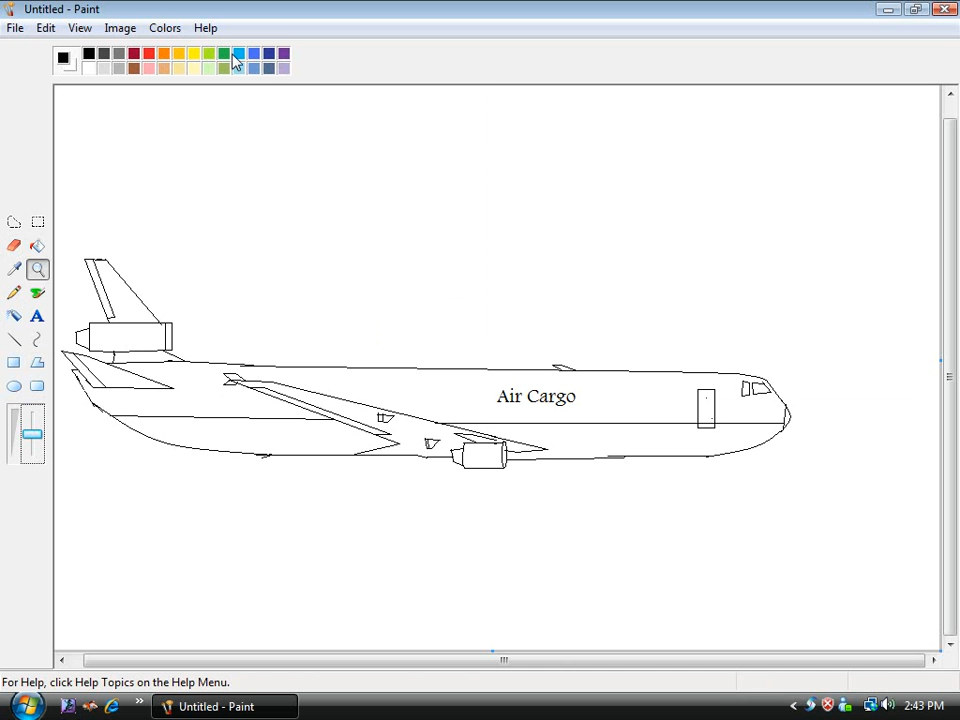 Untitled - Paint
File Edit View Image Colors Help
A
Air Cargo
For Help, click Help Topics on the Help Menu.
» Untitled - Paint < 2:43 PM